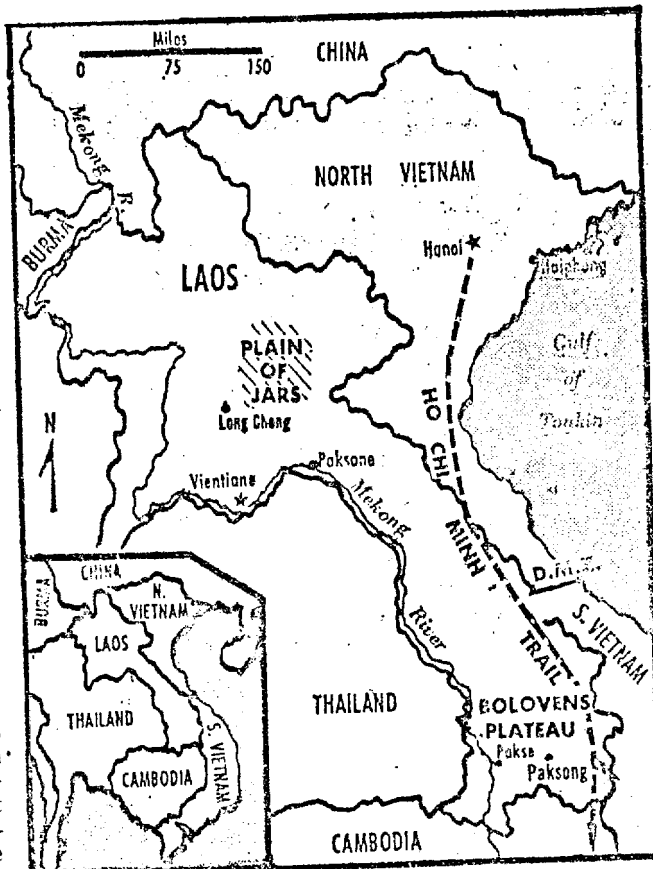 Miles
0 75 150
CHINA
Mekong
R.
NORTH VIETNAM
BURMA
Hanoi
Haiphong
LAOS
Gulf
of
Tonkin
PLAIN
OF
JARS
Long Cheng
HO CHI
MINH
TRAIL
N
Vientiane
Paksane
Mekong
River
D.M.Z.
S. VIETNAM
THAILAND
BOLOVENS
PLATEAU
Pakse
Paksong
CAMBODIA
CHINA
BURMA
N.
VIETNAM
LAOS
THAILAND
S. VIETNAM
CAMBODIA